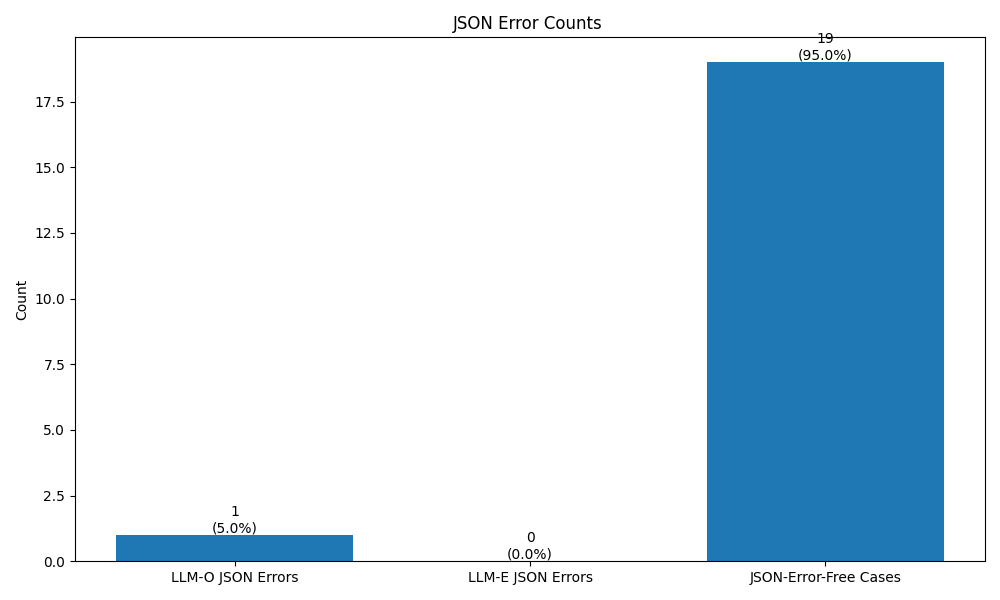 JSON Error Counts
19
(95.0%)
17.5
15.0
12.5
10.0
7.5
5.0
2.5
0.0
Count
1
(5.0%)
0
(0.0%)
LLM-O JSON Errors
LLM-E JSON Errors
JSON-Error-Free Cases